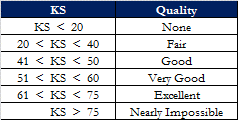 KS Quality
KS < 20 None
20 < KS < 40 Fair
41 < KS < 50 Good
51 < KS < 60 Very Good
61 < KS < 75 Excellent
KS > 75 Nearly Impossible